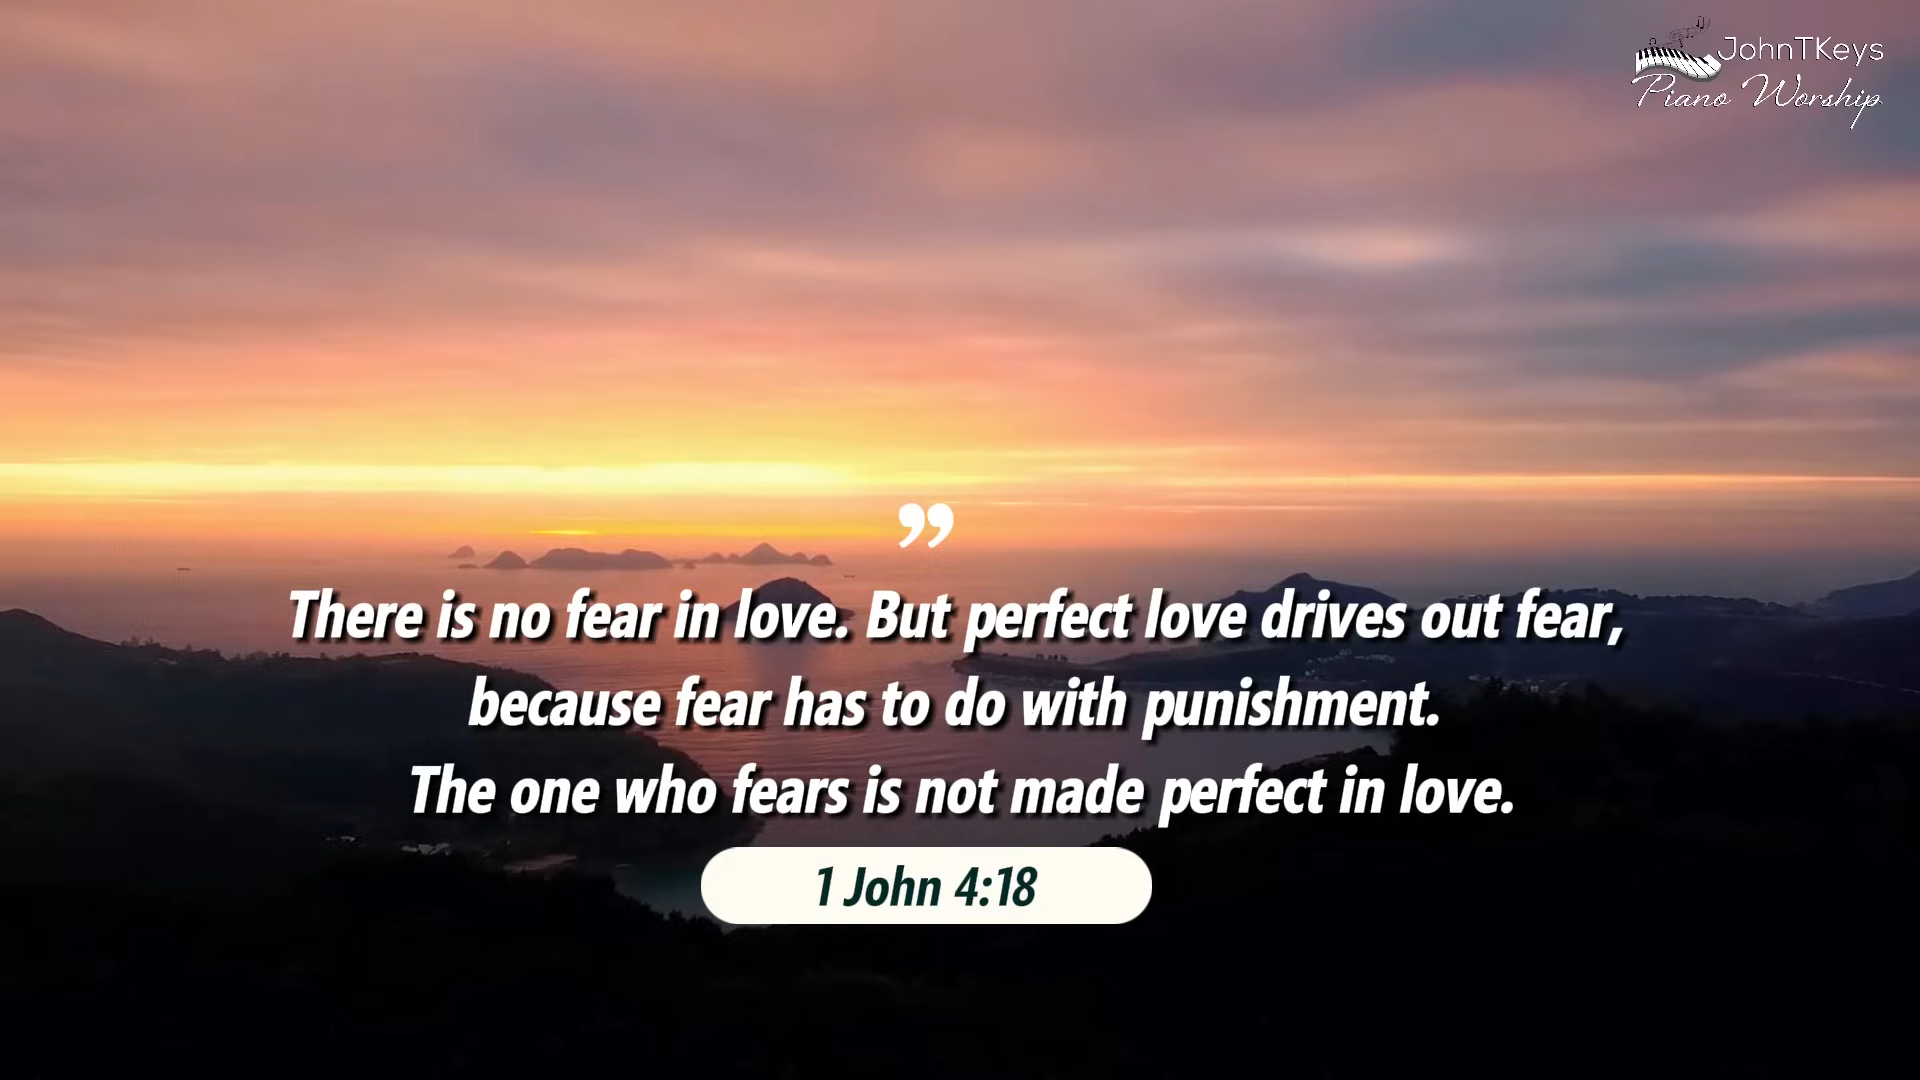 JohnTKeys
Piano Worship
”
There is no fear in love. But perfect love drives out fear,
because fear has to do with punishment.
The one who fears is not made perfect in love.
1 John 4:18